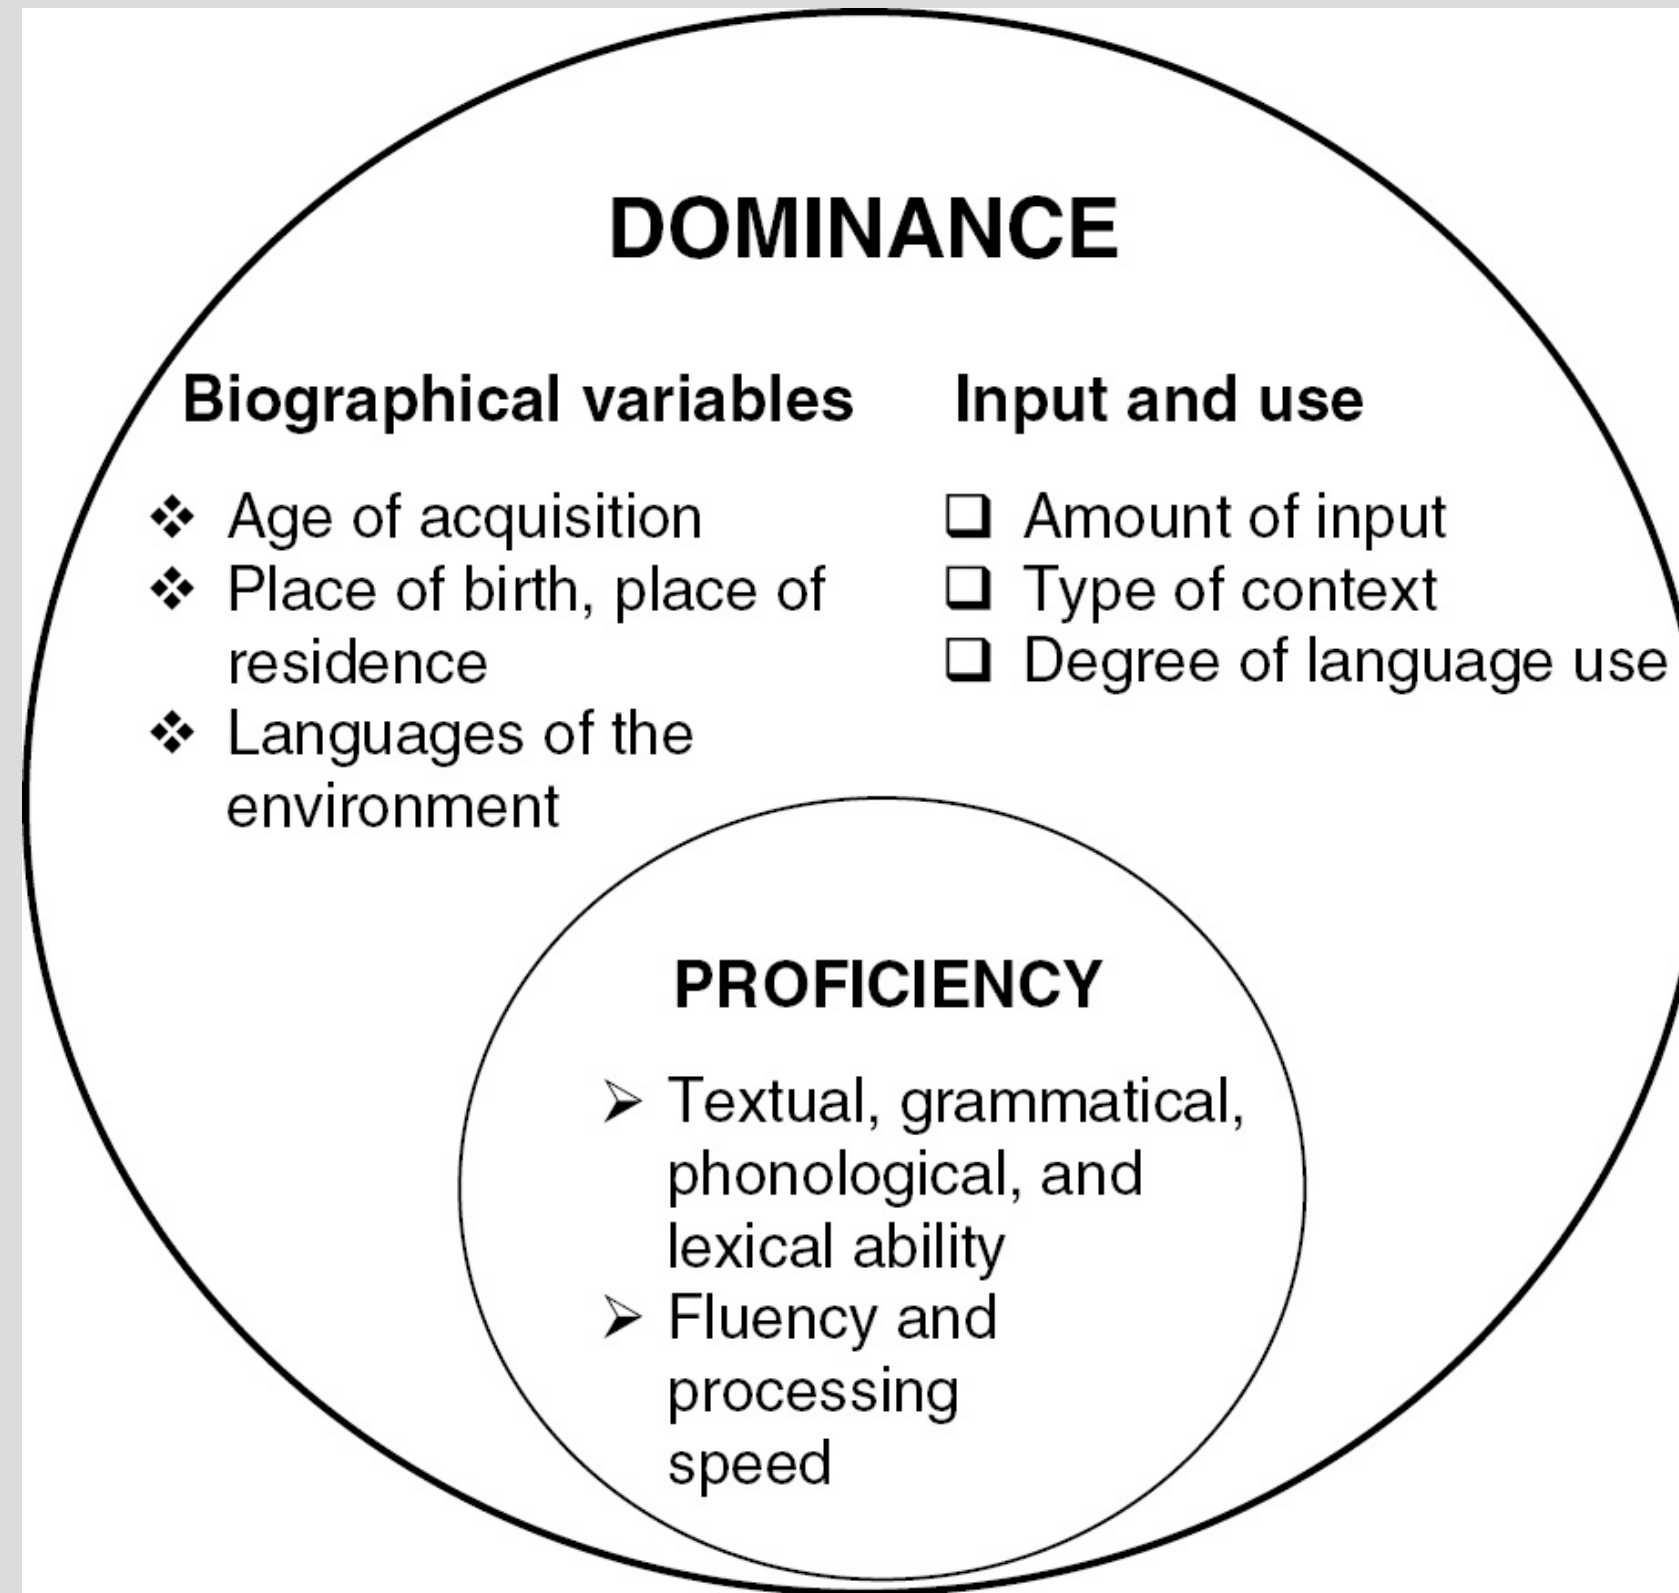 DOMINANCE
Biographical variables
❖ Age of acquisition
❖ Place of birth, place of
residence
❖ Languages of the
environment
Input and use
❑ Amount of input
❑ Type of context
❑ Degree of language use
PROFICIENCY
➢ Textual, grammatical,
phonological, and
lexical ability
➢ Fluency and
processing
speed